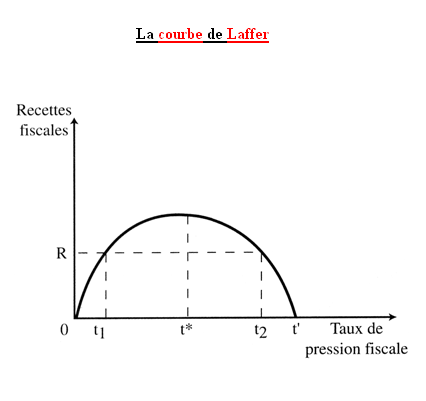 La courbe de Laffer
Recettes
fiscales
R
0 t1 t* t2 t' Taux de
pression fiscale